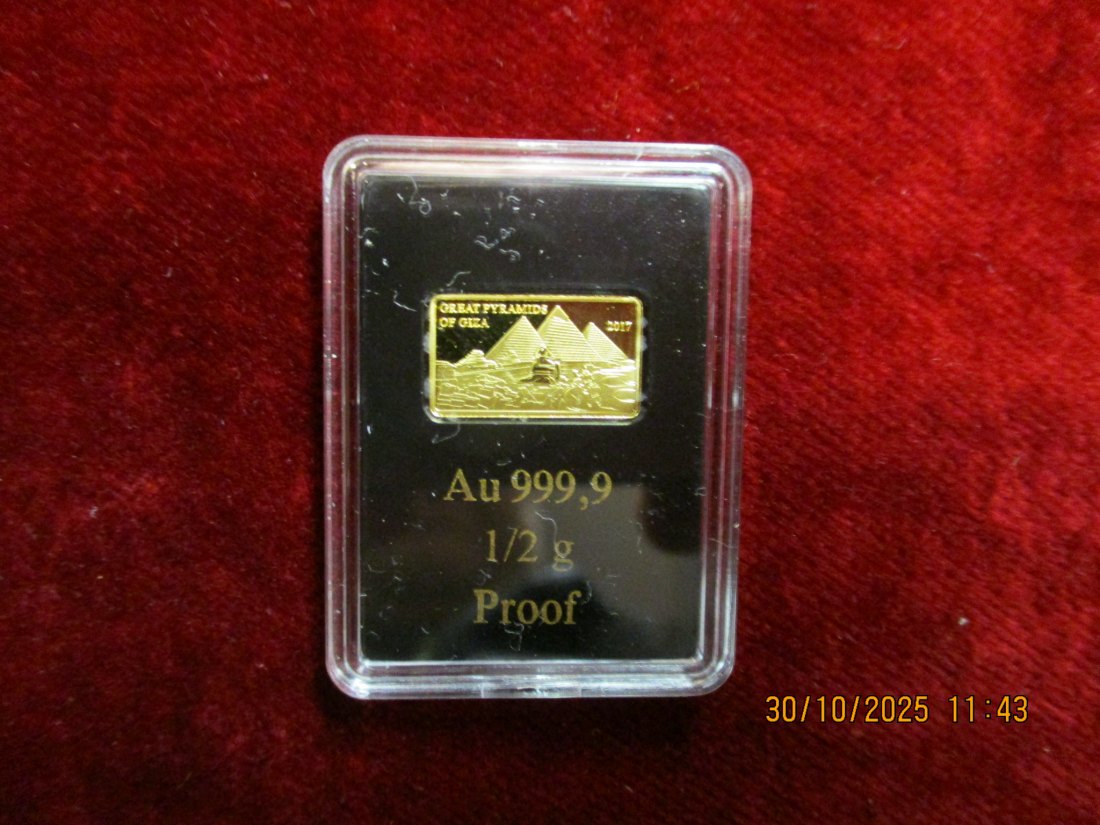 GREAT PYRAMIDS
OF GIZA
2017
Au 999,9
1/2 g
Proof
30/10/2025 11:43